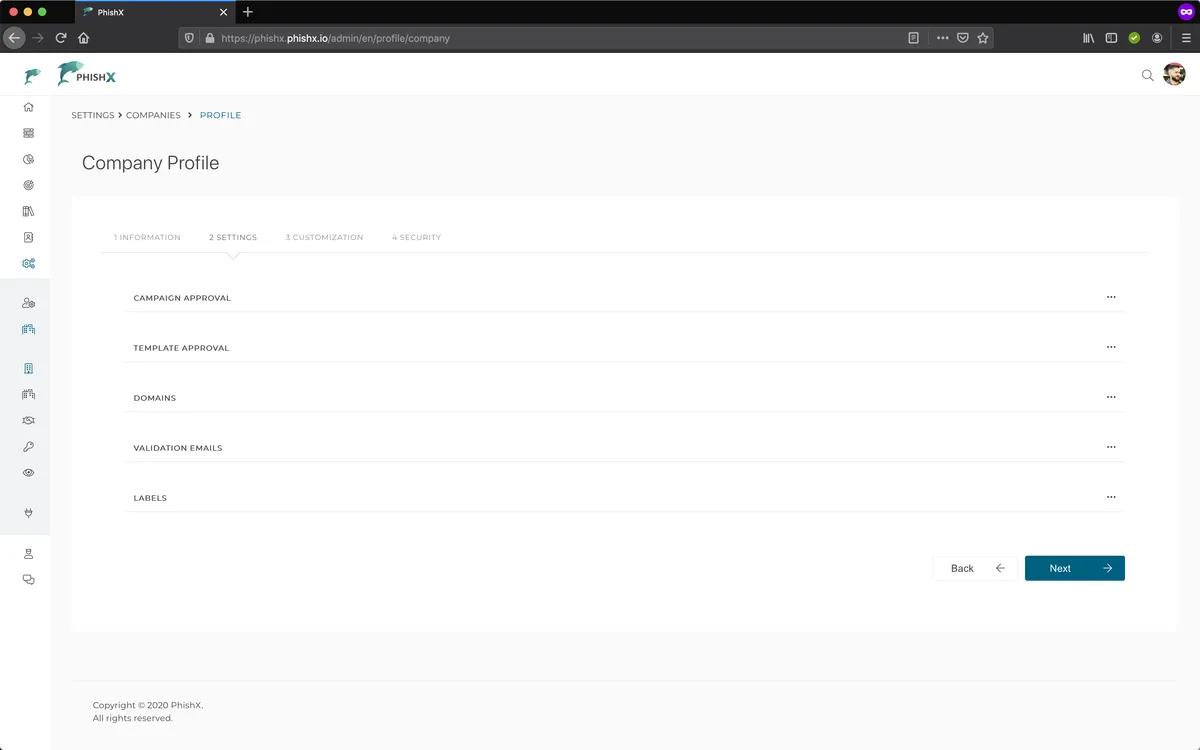 PhishX
https://phishx.phishx.io/admin/en/profile/company
PHISHX
SETTINGS > COMPANIES > PROFILE
Company Profile
1 INFORMATION 2 SETTINGS 3 CUSTOMIZATION 4 SECURITY
CAMPAIGN APPROVAL
TEMPLATE APPROVAL
DOMAINS
VALIDATION EMAILS
LABELS
Back Next
Copyright © 2020 PhishX.
All rights reserved.